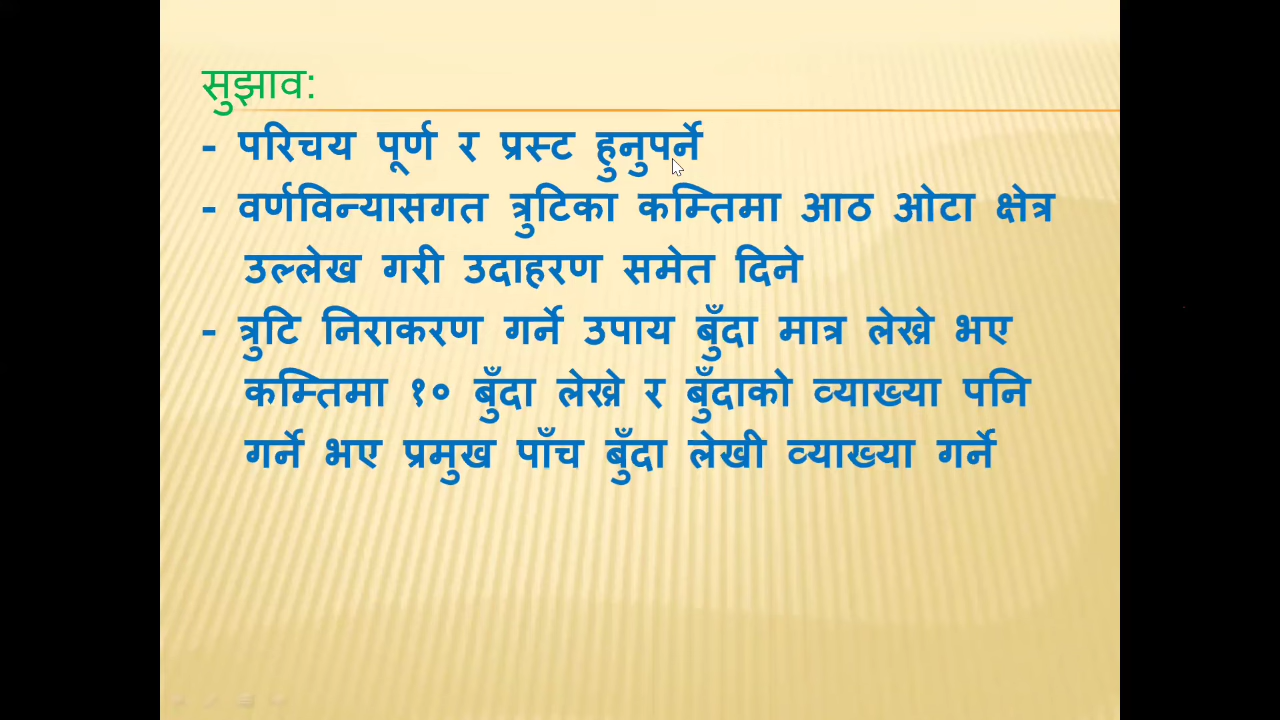 सुझाव:
- परिचय पूर्ण र प्रस्ट हुनुपर्ने
- वर्णविन्यासगत त्रुटिका कम्तिमा आठ ओटा क्षेत्र
उल्लेख गरी उदाहरण समेत दिने
- त्रुटि निराकरण गर्ने उपाय बुँदा मात्र लेख्ने भए
कम्तिमा १० बुँदा लेख्ने र बुँदाको व्याख्या पनि
गर्ने भए प्रमुख पाँच बुँदा लेखी व्याख्या गर्ने